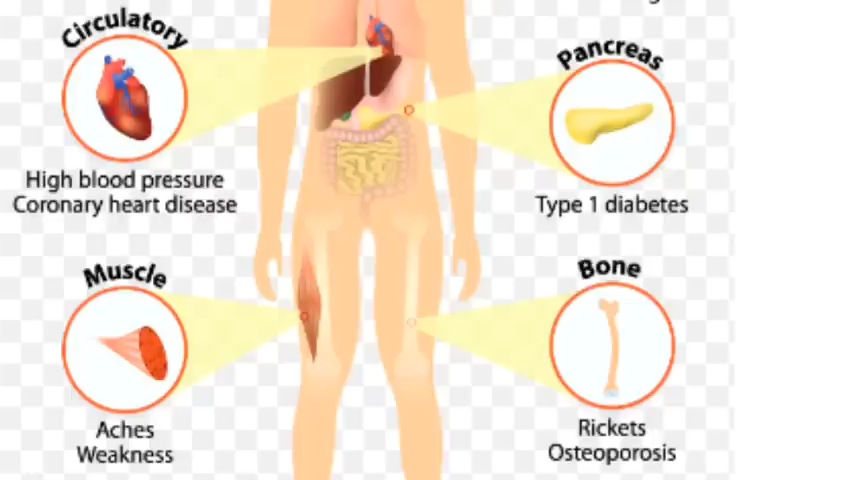 Circulatory
High blood pressure
Coronary heart disease
Pancreas
Type 1 diabetes
Muscle
Aches
Weakness
Bone
Rickets
Osteoporosis